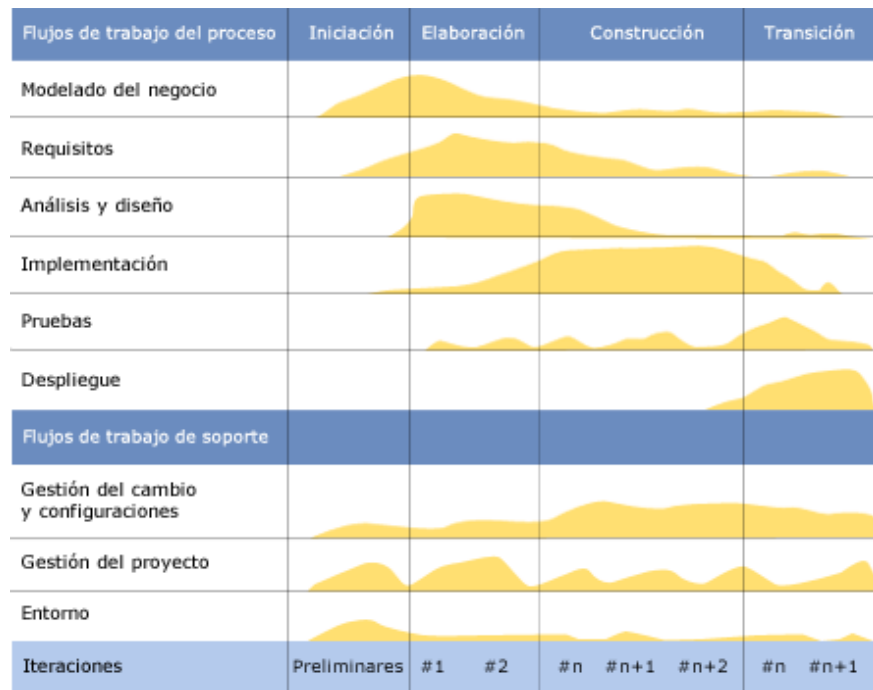 Flujos de trabajo del proceso Iniciación Elaboración Construcción Transición
Modelado del negocio
Requisitos
Análisis y diseño
Implementación
Pruebas
Despliegue
Flujos de trabajo de soporte
Gestión del cambio
y configuraciones
Gestión del proyecto
Entorno
Iteraciones Preliminares #1 #2 #n #n+1 #n+2 #n #n+1